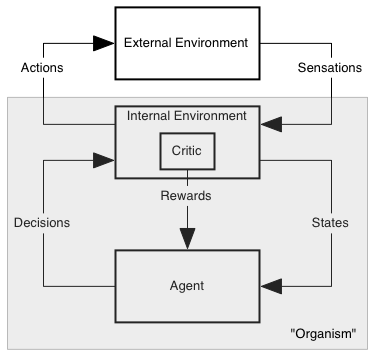 External Environment
Actions
Sensations
Internal Environment
Critic
Rewards
Decisions
States
Agent
"Organism"